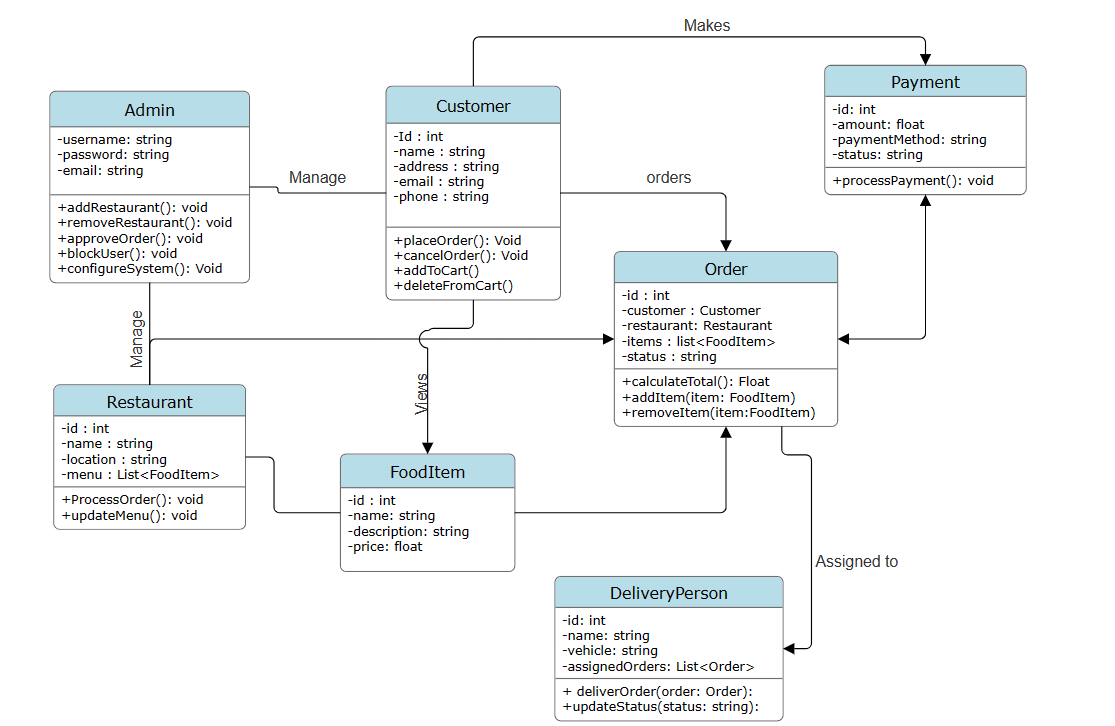 Makes
Payment
-id: int
-amount: float
-paymentMethod: string
-status: string
+processPayment(): void
Admin
-username: string
-password: string
-email: string
+addRestaurant(): void
+removeRestaurant(): void
+approveOrder(): void
+blockUser(): void
+configureSystem(): Void
Manage
Customer
-Id : int
-name : string
-address : string
-email : string
-phone : string
+placeOrder(): Void
+cancelOrder(): Void
+addToCart()
+deleteFromCart()
orders
Order
-id : int
-customer : Customer
-restaurant: Restaurant
-items : list<FoodItem>
-status : string
+calculateTotal(): Float
+addItem(item: FoodItem)
+removeItem(item:FoodItem)
Manage
Restaurant
-id : int
-name : string
-location : string
-menu : List<FoodItem>
+ProcessOrder(): void
+updateMenu(): void
Views
FoodItem
-id : int
-name: string
-description: string
-price: float
Assigned to
DeliveryPerson
-id: int
-name: string
-vehicle: string
-assignedOrders: List<Order>
+ deliverOrder(order: Order):
+updateStatus(status: string):